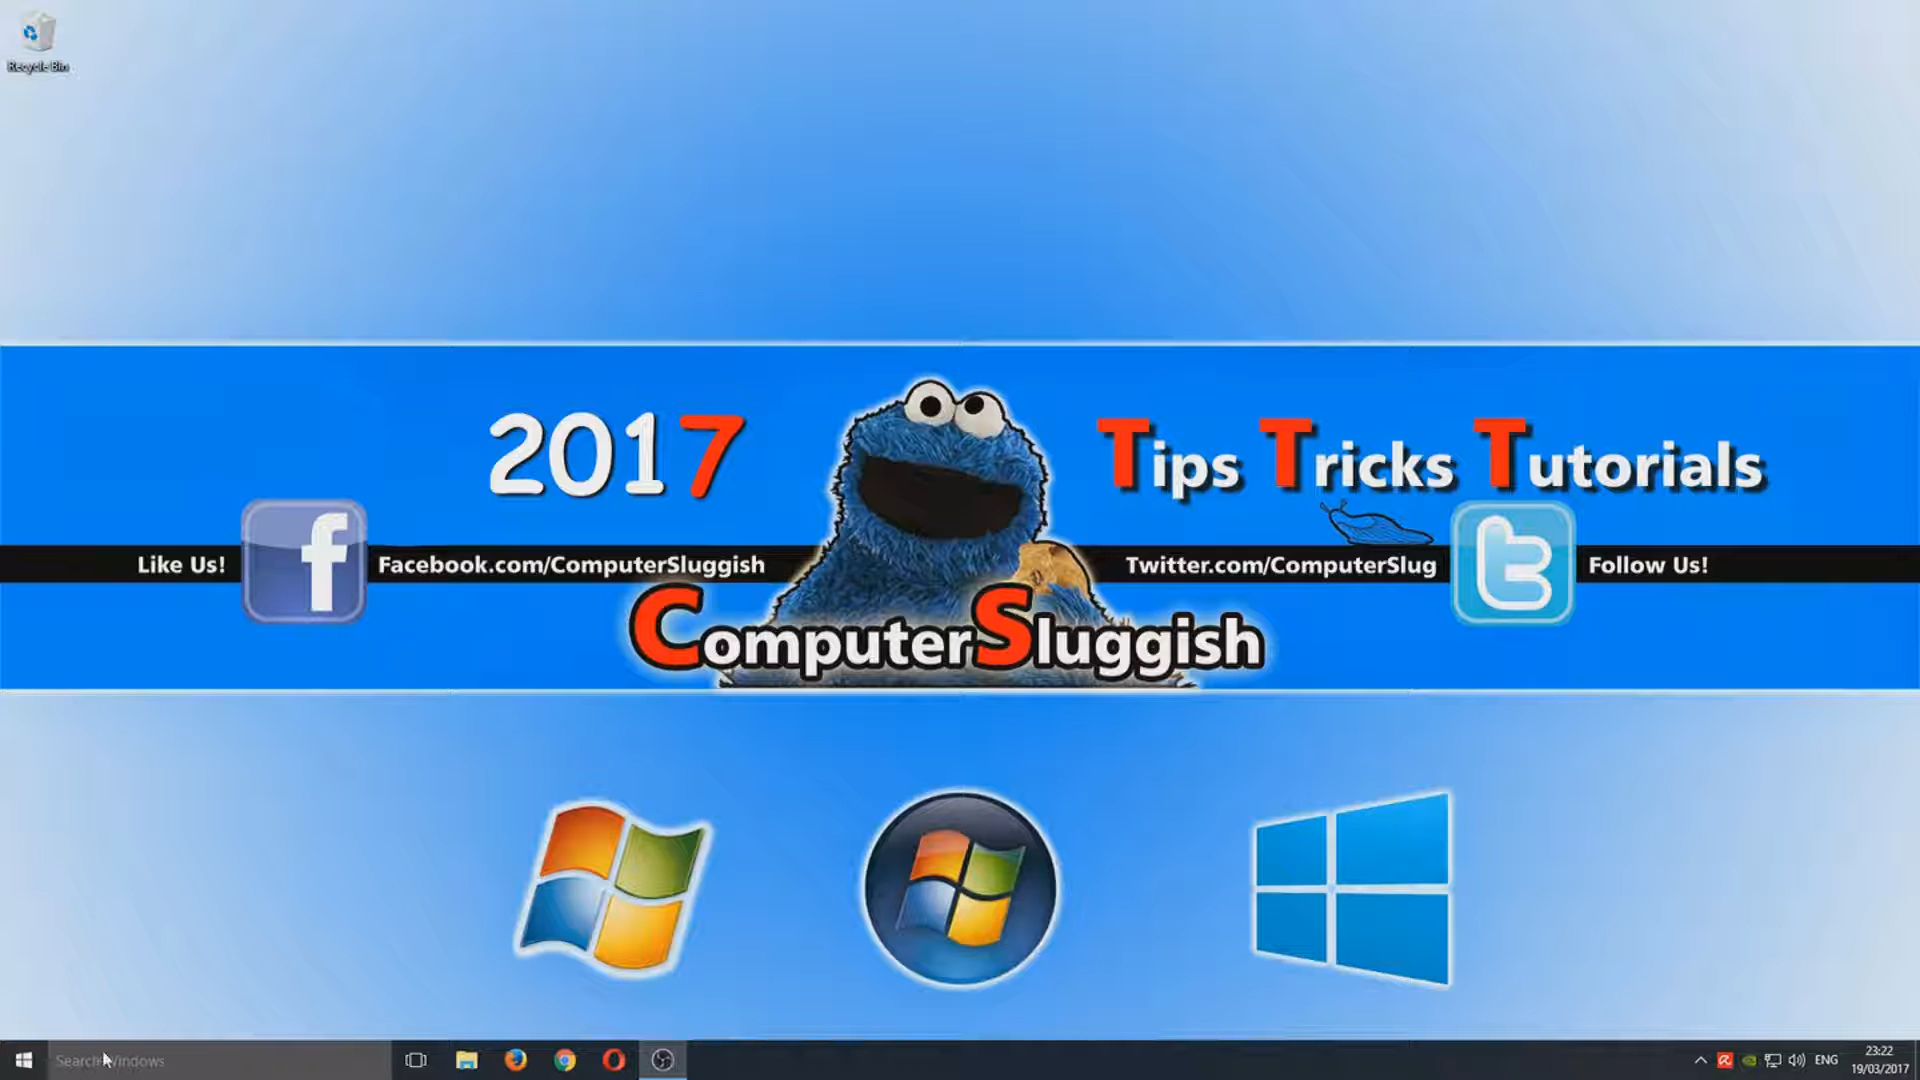 Recycle Bin
2017
Tips Tricks Tutorials
Like Us!
Facebook.com/ComputerSluggish
Twitter.com/ComputerSlug
Follow Us!
ComputerSluggish
Search Windows
ENG
23:22
19/03/2017